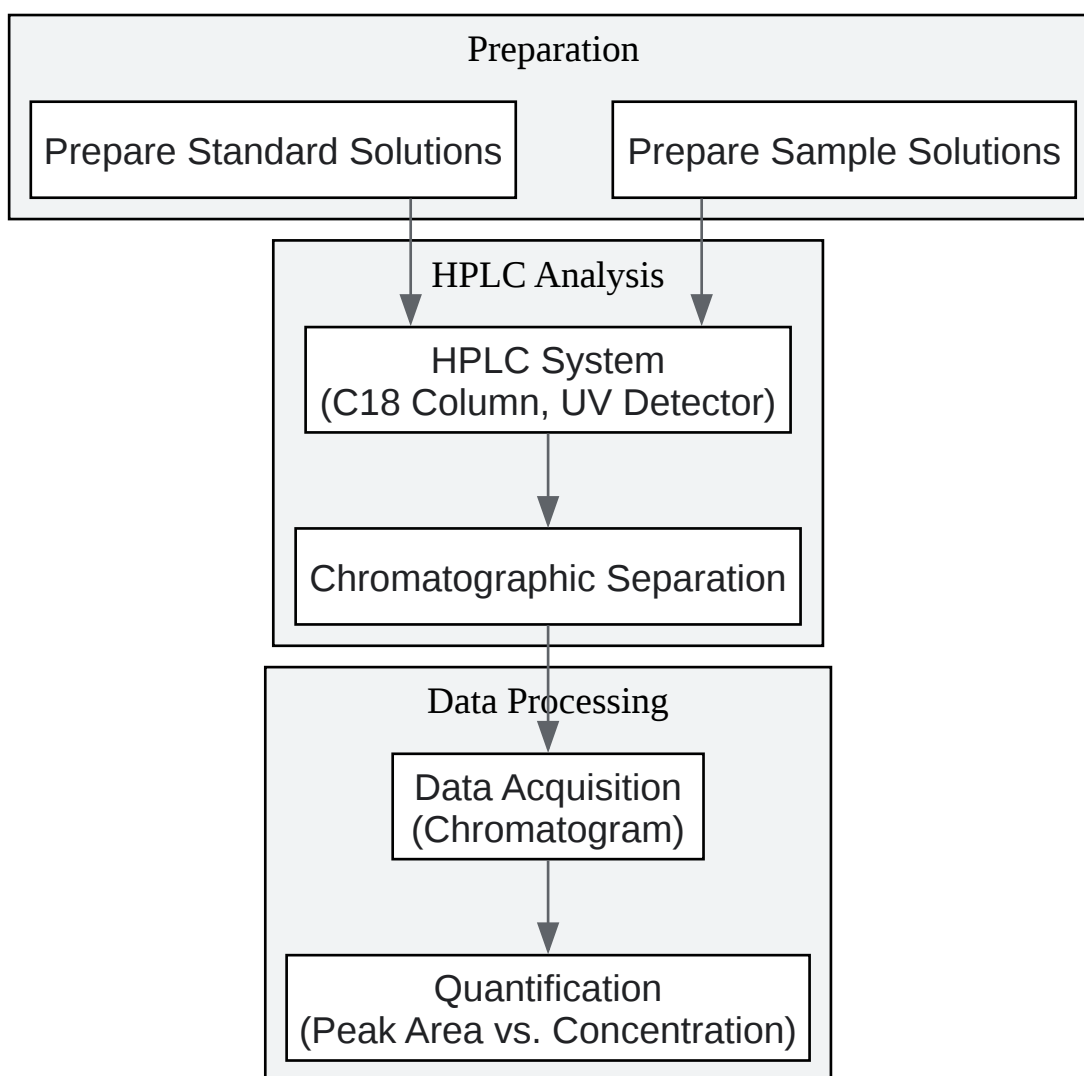 Preparation
Prepare Standard Solutions
Prepare Sample Solutions
HPLC Analysis
HPLC System
(C18 Column, UV Detector)
Chromatographic Separation
Data Processing
Data Acquisition
(Chromatogram)
Quantification
(Peak Area vs. Concentration)